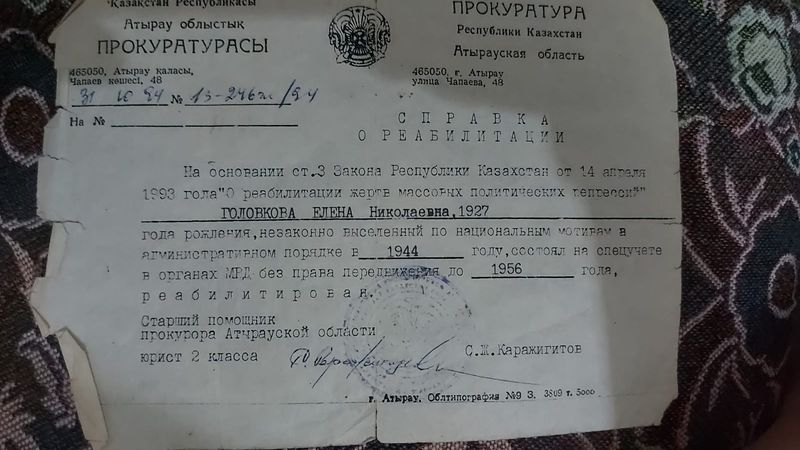 Қазақстан Республикасы
Атырау облыстық
ПРОКУРАТУРАСЫ
465050, Атырау қаласы,
Чапаев көшесі, 48
31 10 94 № 13-246ж/94
На №
ПРОКУРАТУРА
Республики Казахстан
Атырауская область
465050, г. Атырау
улица Чапаева, 48
СПРАВКА
О РЕАБИЛИТАЦИИ
На основании ст.3 Закона Республики Казахстан от 14 апреля
1993 года"О реабилитации жертв массовых политических репрессий"
ГОЛОВКОВА ЕЛЕНА Николаевна,1927
года рождения,незаконно выселенный по национальным мотивам в
административном порядке в 1944 году,состоял на спецучете
в органах МВД без права передвижения до 1956 года,
реабилитирован.
Старший помощник
прокурора Атчрауской области
юрист 2 класса С.Ж.Каражигитов
г. Атырау. Облтипография №9 З. 3809 т. 5000